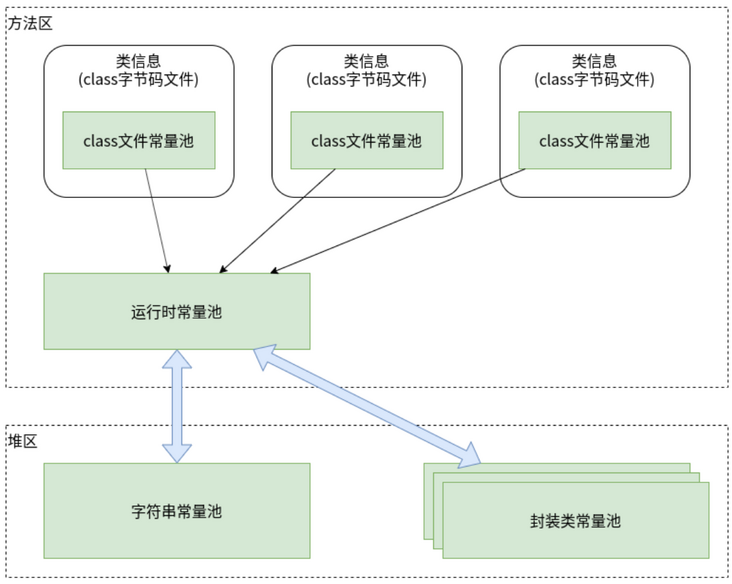 方法区
类信息
(class字节码文件)
类信息
(class字节码文件)
类信息
(class字节码文件)
class文件常量池
class文件常量池
class文件常量池
运行时常量池
堆区
字符串常量池
封装类常量池